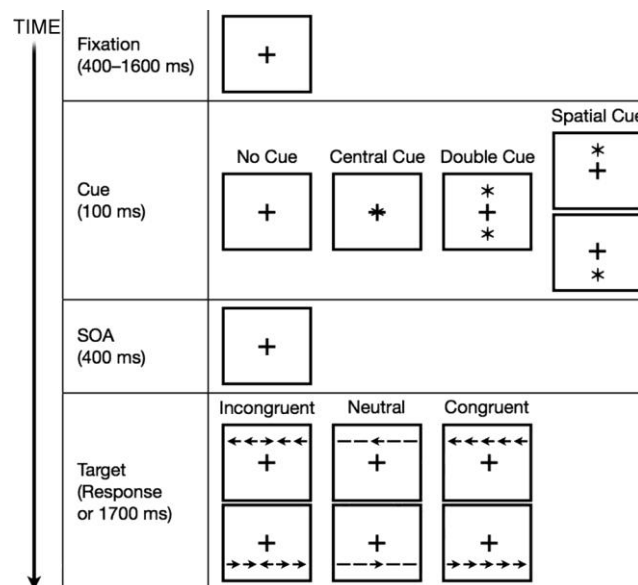 TIME
Fixation
(400–1600 ms)
Spatial Cue
No Cue
Central Cue
Double Cue
Cue
(100 ms)
SOA
(400 ms)
Incongruent
Neutral
Congruent
Target
(Response
or 1700 ms)